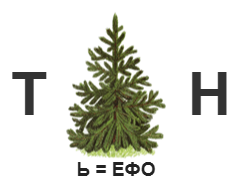 Т Н
Ь = ЕФО